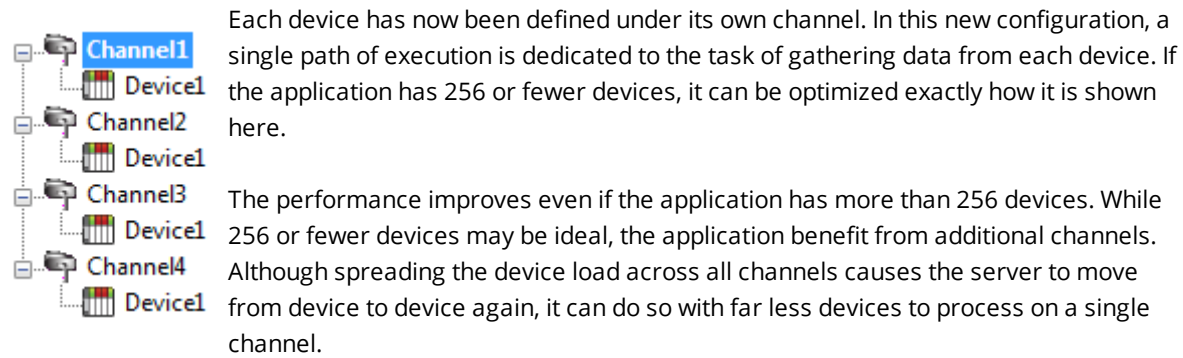 Channel1
Device1
Channel2
Device1
Channel3
Device1
Channel4
Device1
Each device has now been defined under its own channel. In this new configuration, a
single path of execution is dedicated to the task of gathering data from each device. If
the application has 256 or fewer devices, it can be optimized exactly how it is shown
here.
The performance improves even if the application has more than 256 devices. While
256 or fewer devices may be ideal, the application benefit from additional channels.
Although spreading the device load across all channels causes the server to move
from device to device again, it can do so with far less devices to process on a single
channel.